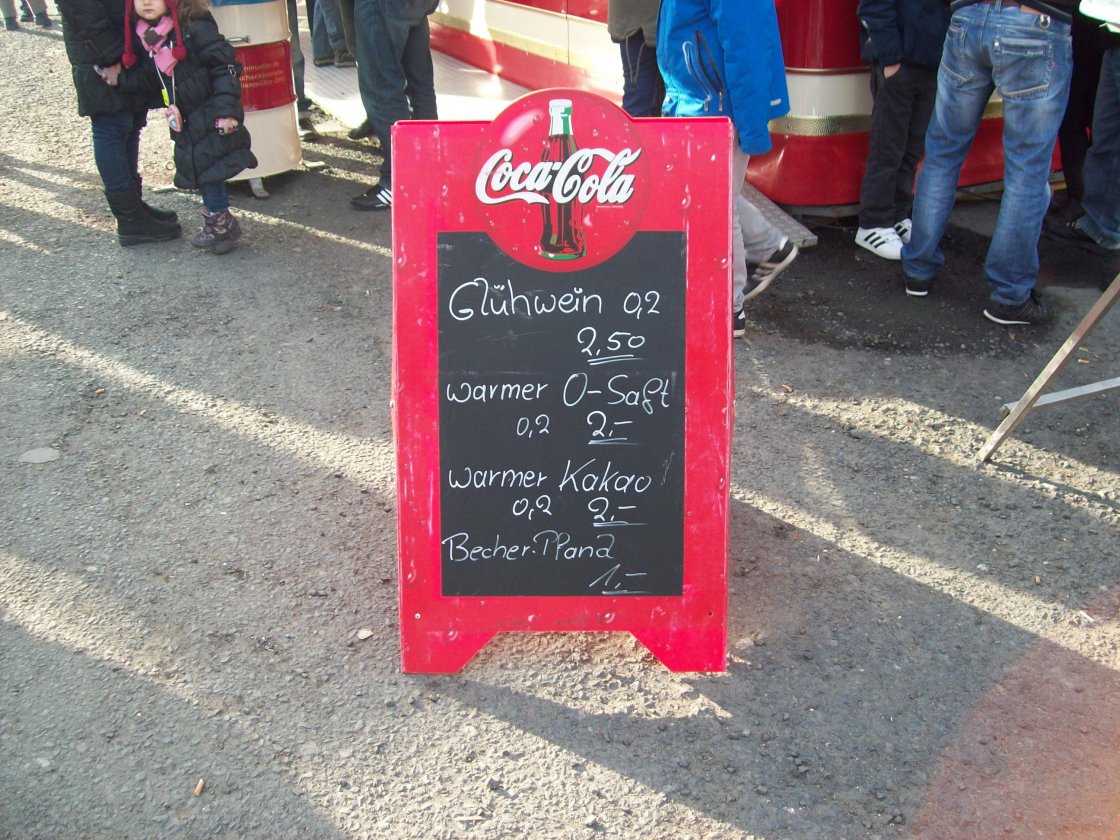 Coca-Cola
Glühwein 0,2
2,50
warmer O-Saft
0,2 2,-
warmer Kakao
0,2 2,-
Becher-Pfand
1,-